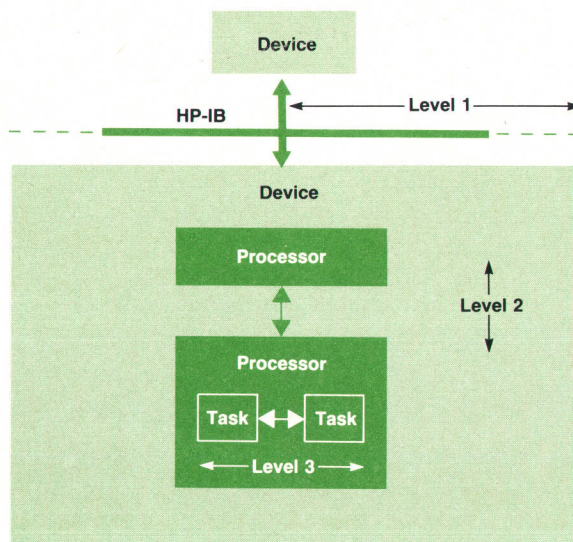 Device
Level 1
HP-IB
Device
Processor
Level 2
Processor
Task Task
Level 3